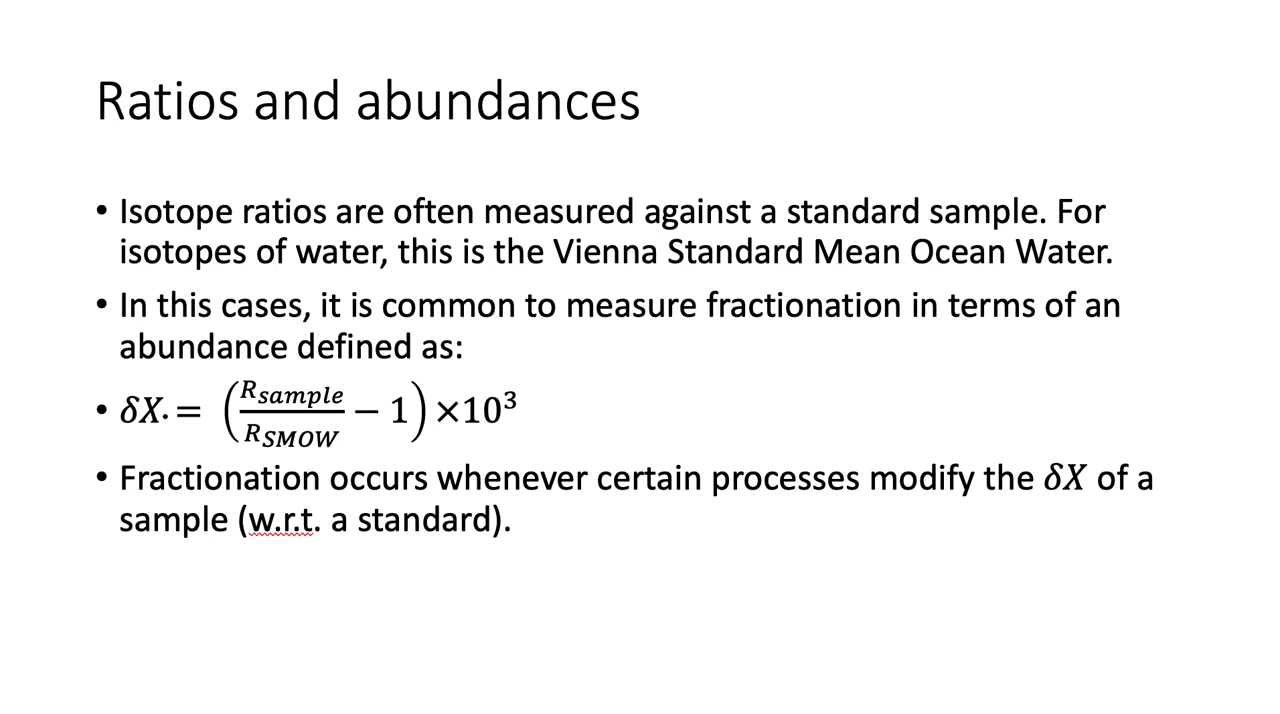 Ratios and abundances
• Isotope ratios are often measured against a standard sample. For
isotopes of water, this is the Vienna Standard Mean Ocean Water.
• In this cases, it is common to measure fractionation in terms of an
abundance defined as:
• δX. = (R_sample/R_SMOW − 1) ×10³
• Fractionation occurs whenever certain processes modify the δX of a
sample (w.r.t. a standard).